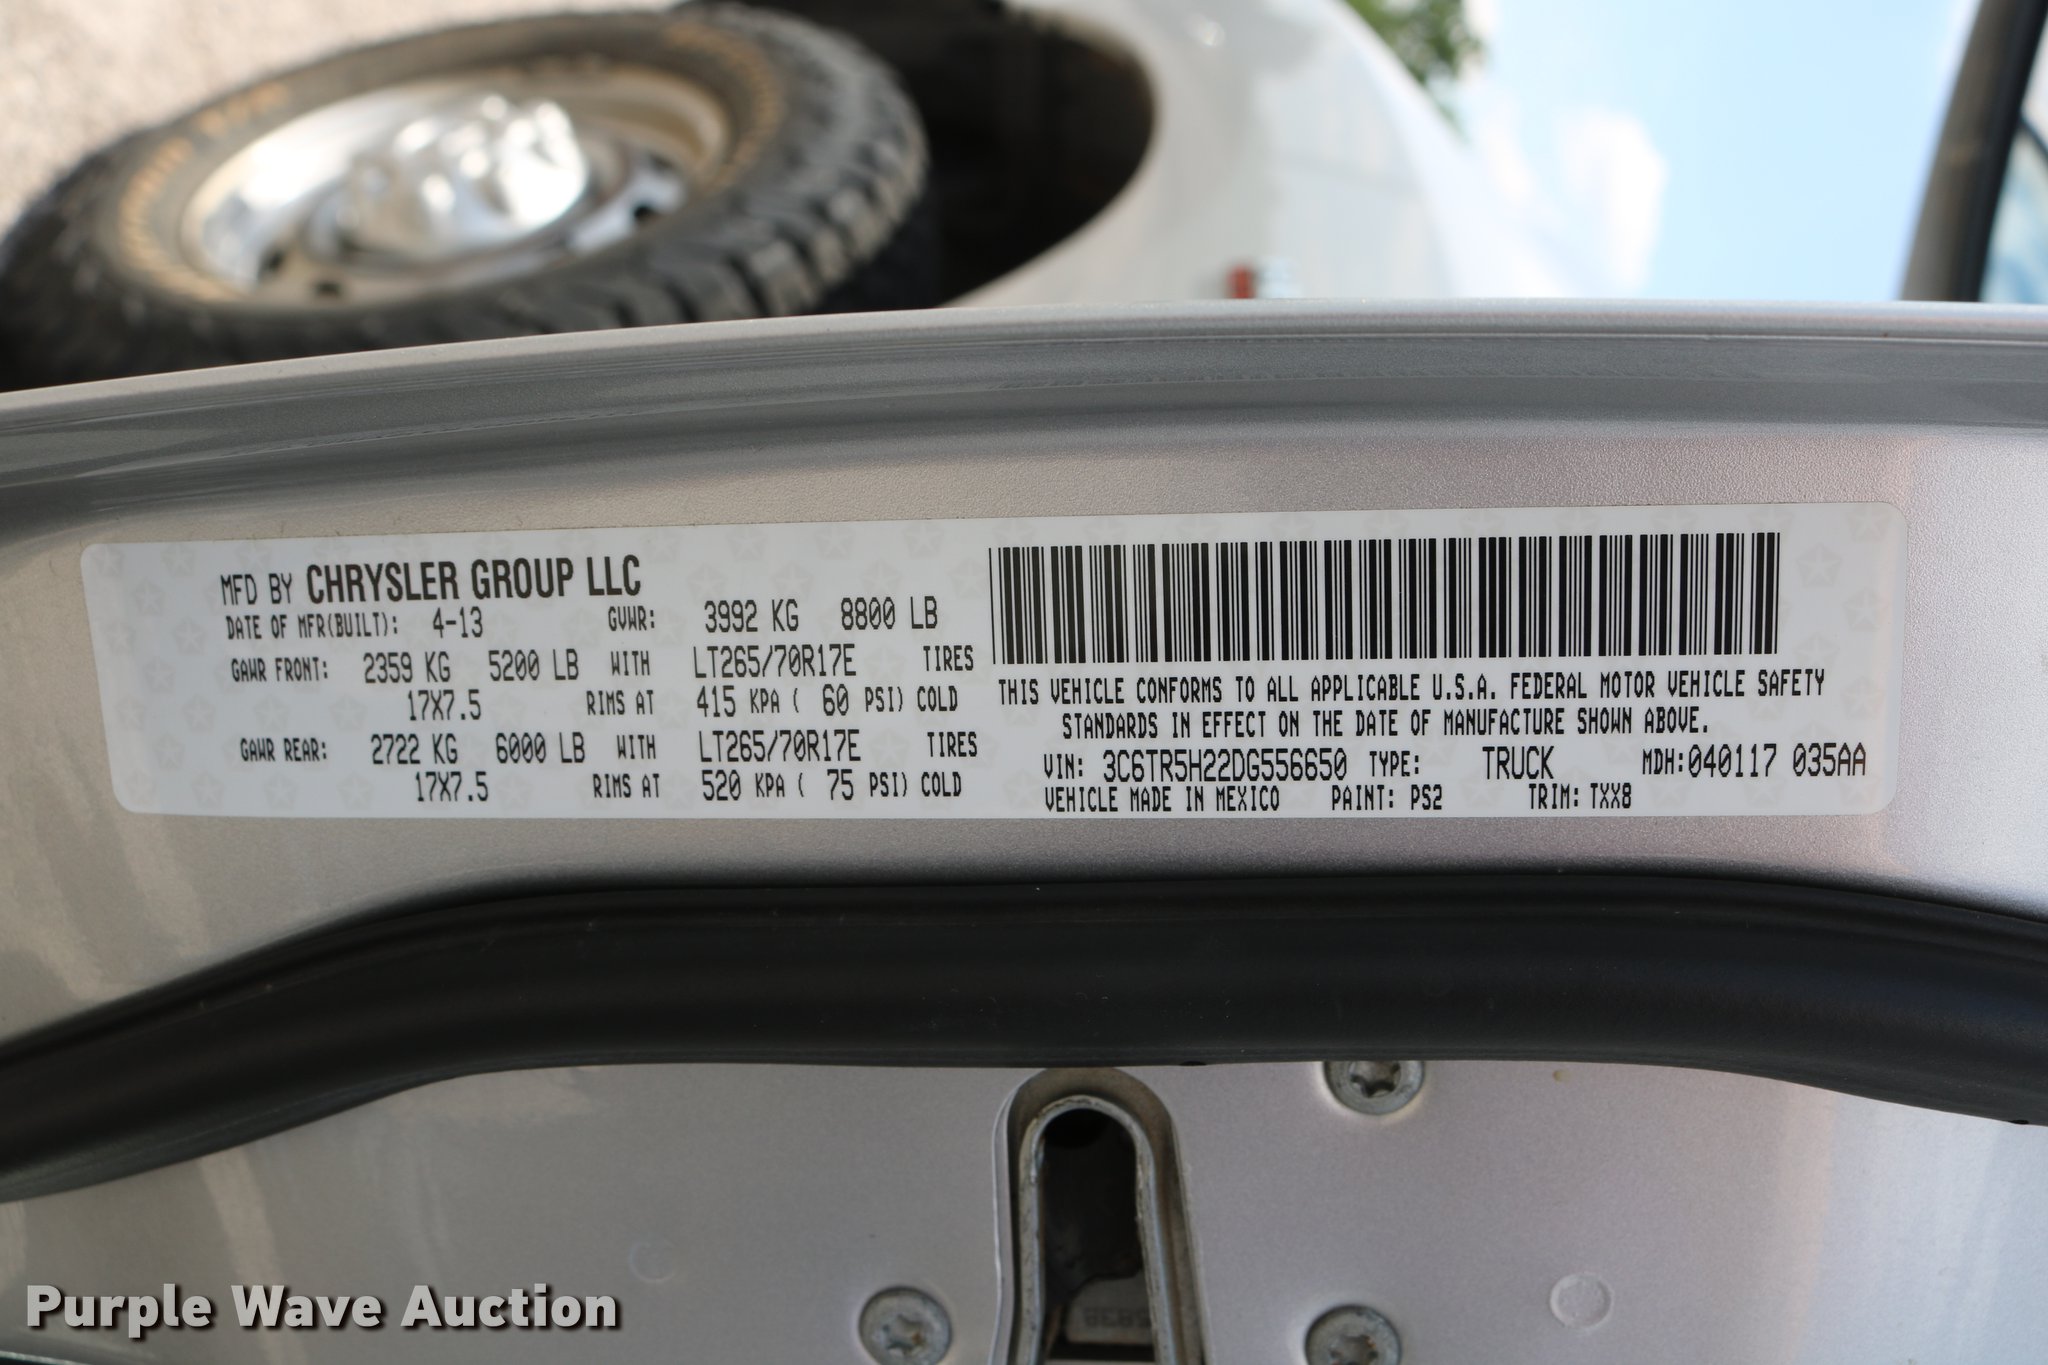 MFD BY CHRYSLER GROUP LLC
DATE OF MFR(BUILT): 4-13 GVWR: 3992 KG 8800 LB
GAWR FRONT: 2359 KG 5200 LB WITH LT265/70R17E TIRES
17X7.5 RIMS AT 415 KPA ( 60 PSI) COLD
GAWR REAR: 2722 KG 6000 LB WITH LT265/70R17E TIRES
17X7.5 RIMS AT 520 KPA ( 75 PSI) COLD
THIS VEHICLE CONFORMS TO ALL APPLICABLE U.S.A. FEDERAL MOTOR VEHICLE SAFETY
STANDARDS IN EFFECT ON THE DATE OF MANUFACTURE SHOWN ABOVE.
VIN: 3C6TR5H22DG556650 TYPE: TRUCK MDH:040117 035AA
VEHICLE MADE IN MEXICO PAINT: PS2 TRIM: TXX8
Purple Wave Auction